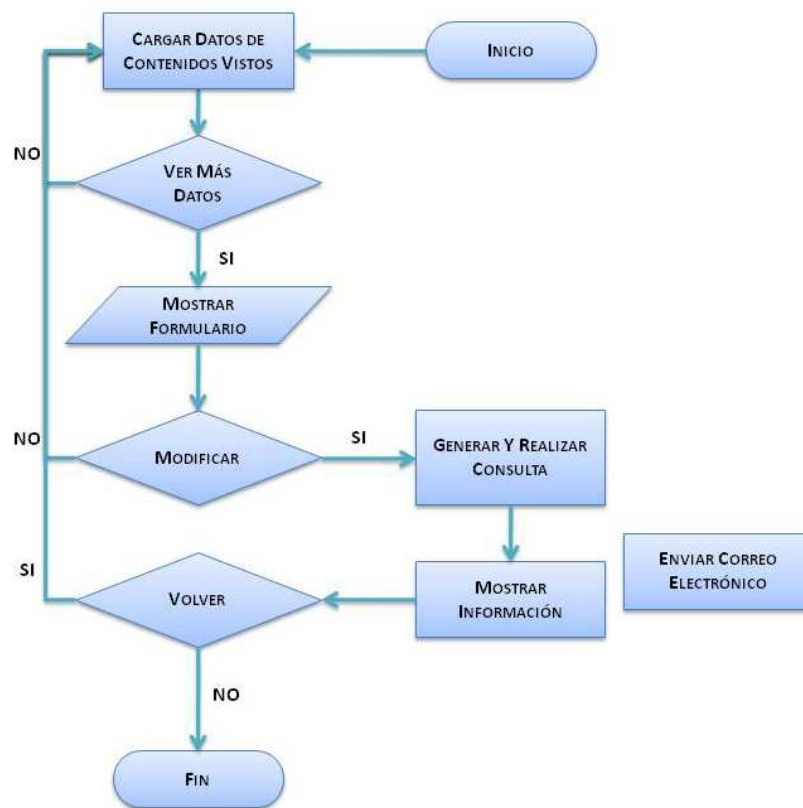 CARGAR DATOS DE
CONTENIDOS VISTOS
INICIO
NO
VER MÁS
DATOS
SI
MOSTRAR
FORMULARIO
NO
MODIFICAR
SI
GENERAR Y REALIZAR
CONSULTA
SI
VOLVER
MOSTRAR
INFORMACIÓN
ENVIAR CORREO
ELECTRÓNICO
NO
FIN